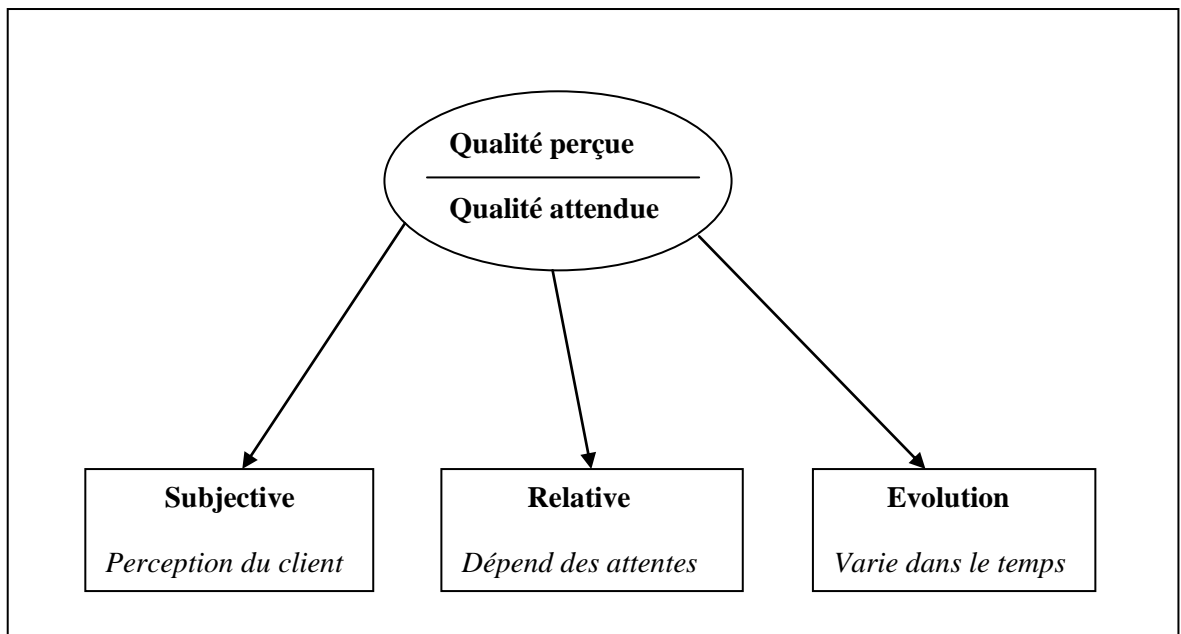 Qualité perçue
Qualité attendue
Subjective
Perception du client
Relative
Dépend des attentes
Evolution
Varie dans le temps